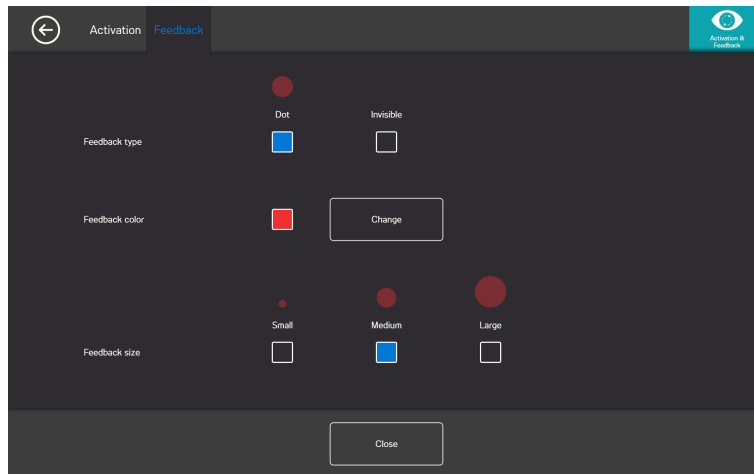 Activation Feedback
Activation &
Feedback
Dot Invisible
Feedback type
Feedback color Change
Small Medium Large
Feedback size
Close